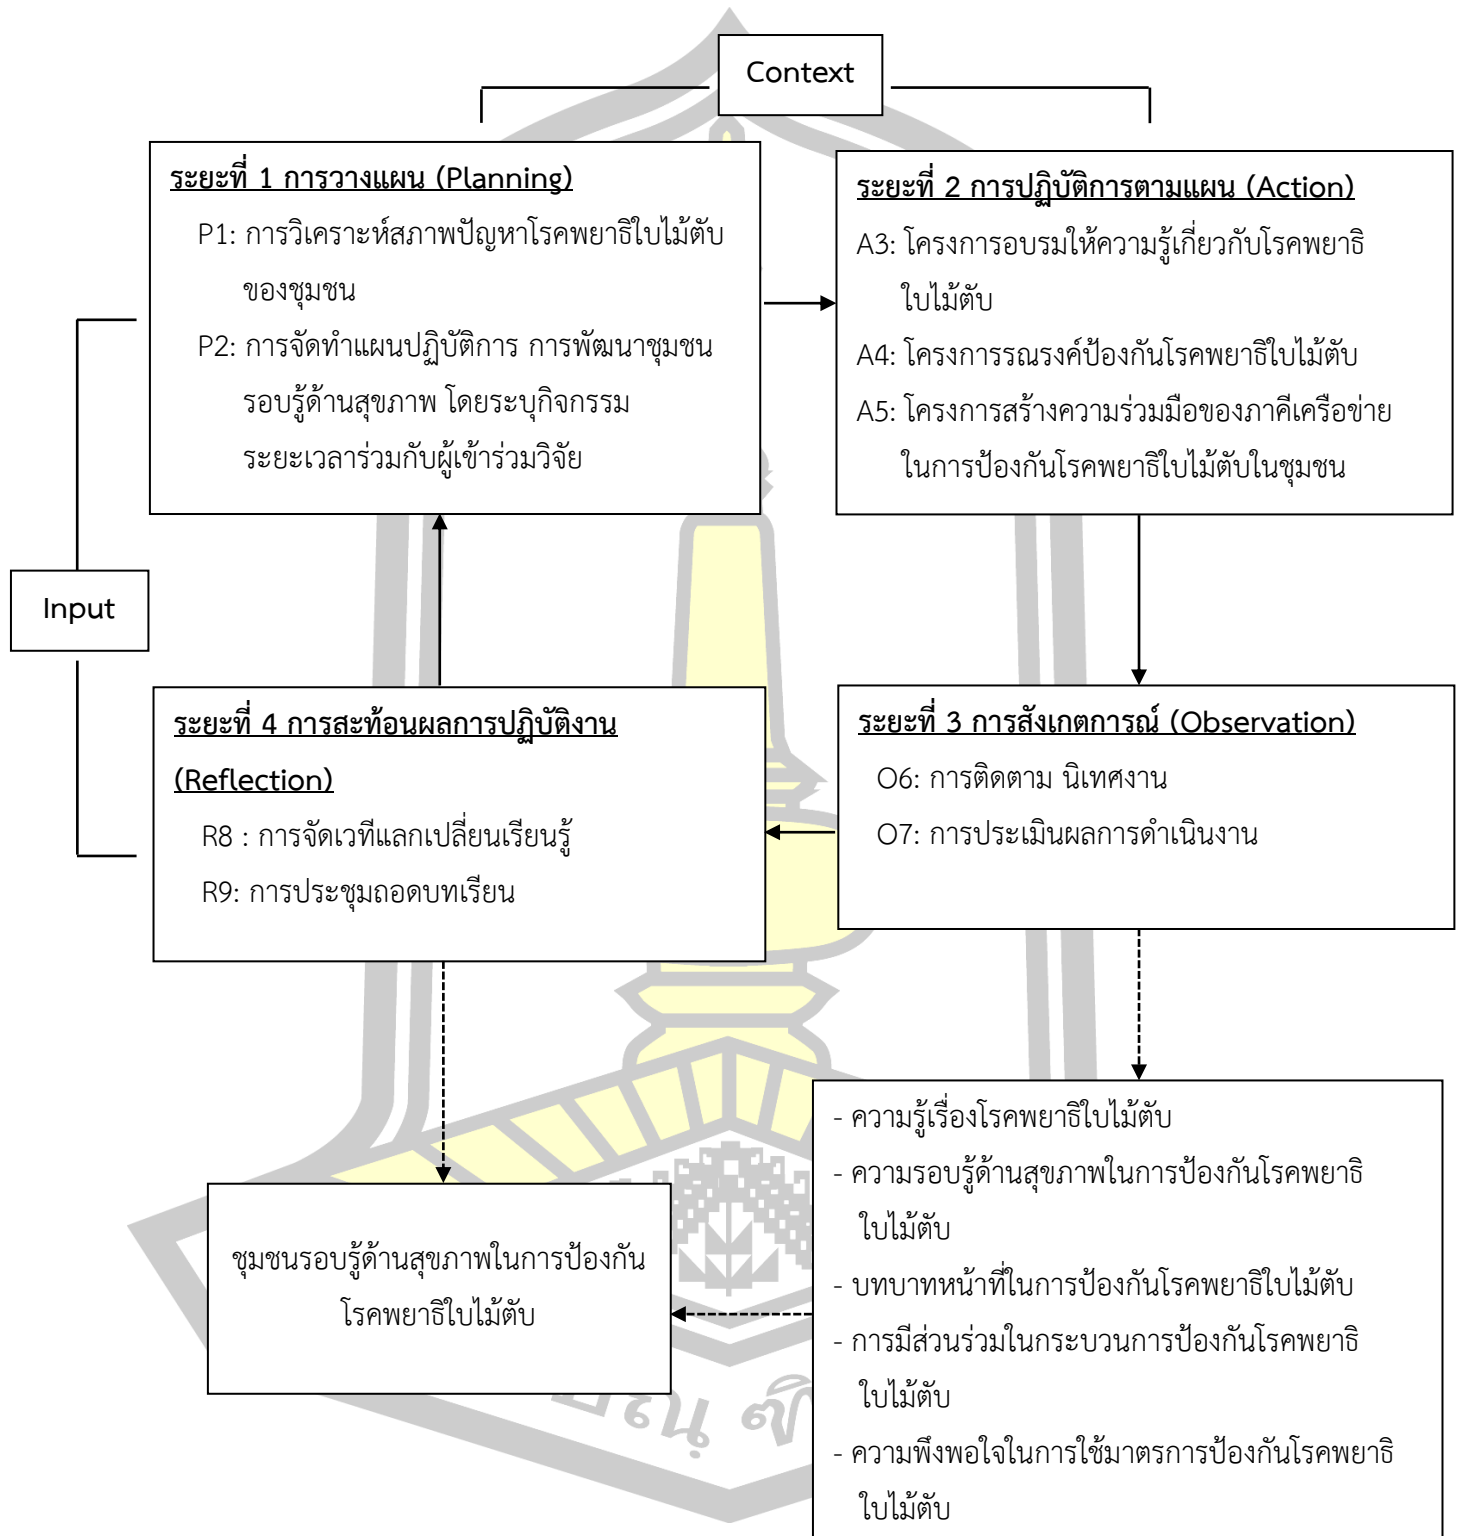 Context
ระยะที่ 1 การวางแผน (Planning)
P1: การวิเคราะห์สภาพปัญหาโรคพยาธิใบไม้ตับ
ของชุมชน
P2: การจัดทำแผนปฏิบัติการ การพัฒนาชุมชน
รอบรู้ด้านสุขภาพ โดยระบุกิจกรรม
ระยะเวลาร่วมกับผู้เข้าร่วมวิจัย
ระยะที่ 2 การปฏิบัติการตามแผน (Action)
A3: โครงการอบรมให้ความรู้เกี่ยวกับโรคพยาธิ
ใบไม้ตับ
A4: โครงการรณรงค์ป้องกันโรคพยาธิใบไม้ตับ
A5: โครงการสร้างความร่วมมือของภาคีเครือข่าย
ในการป้องกันโรคพยาธิใบไม้ตับในชุมชน
Input
ระยะที่ 4 การสะท้อนผลการปฏิบัติงาน
(Reflection)
R8 : การจัดเวทีแลกเปลี่ยนเรียนรู้
R9: การประชุมถอดบทเรียน
ระยะที่ 3 การสังเกตการณ์ (Observation)
O6: การติดตาม นิเทศงาน
O7: การประเมินผลการดำเนินงาน
ชุมชนรอบรู้ด้านสุขภาพในการป้องกัน
โรคพยาธิใบไม้ตับ
- ความรู้เรื่องโรคพยาธิใบไม้ตับ
- ความรอบรู้ด้านสุขภาพในการป้องกันโรคพยาธิ
ใบไม้ตับ
- บทบาทหน้าที่ในการป้องกันโรคพยาธิใบไม้ตับ
- การมีส่วนร่วมในกระบวนการป้องกันโรคพยาธิ
ใบไม้ตับ
- ความพึงพอใจในการใช้มาตรการป้องกันโรคพยาธิ
ใบไม้ตับ